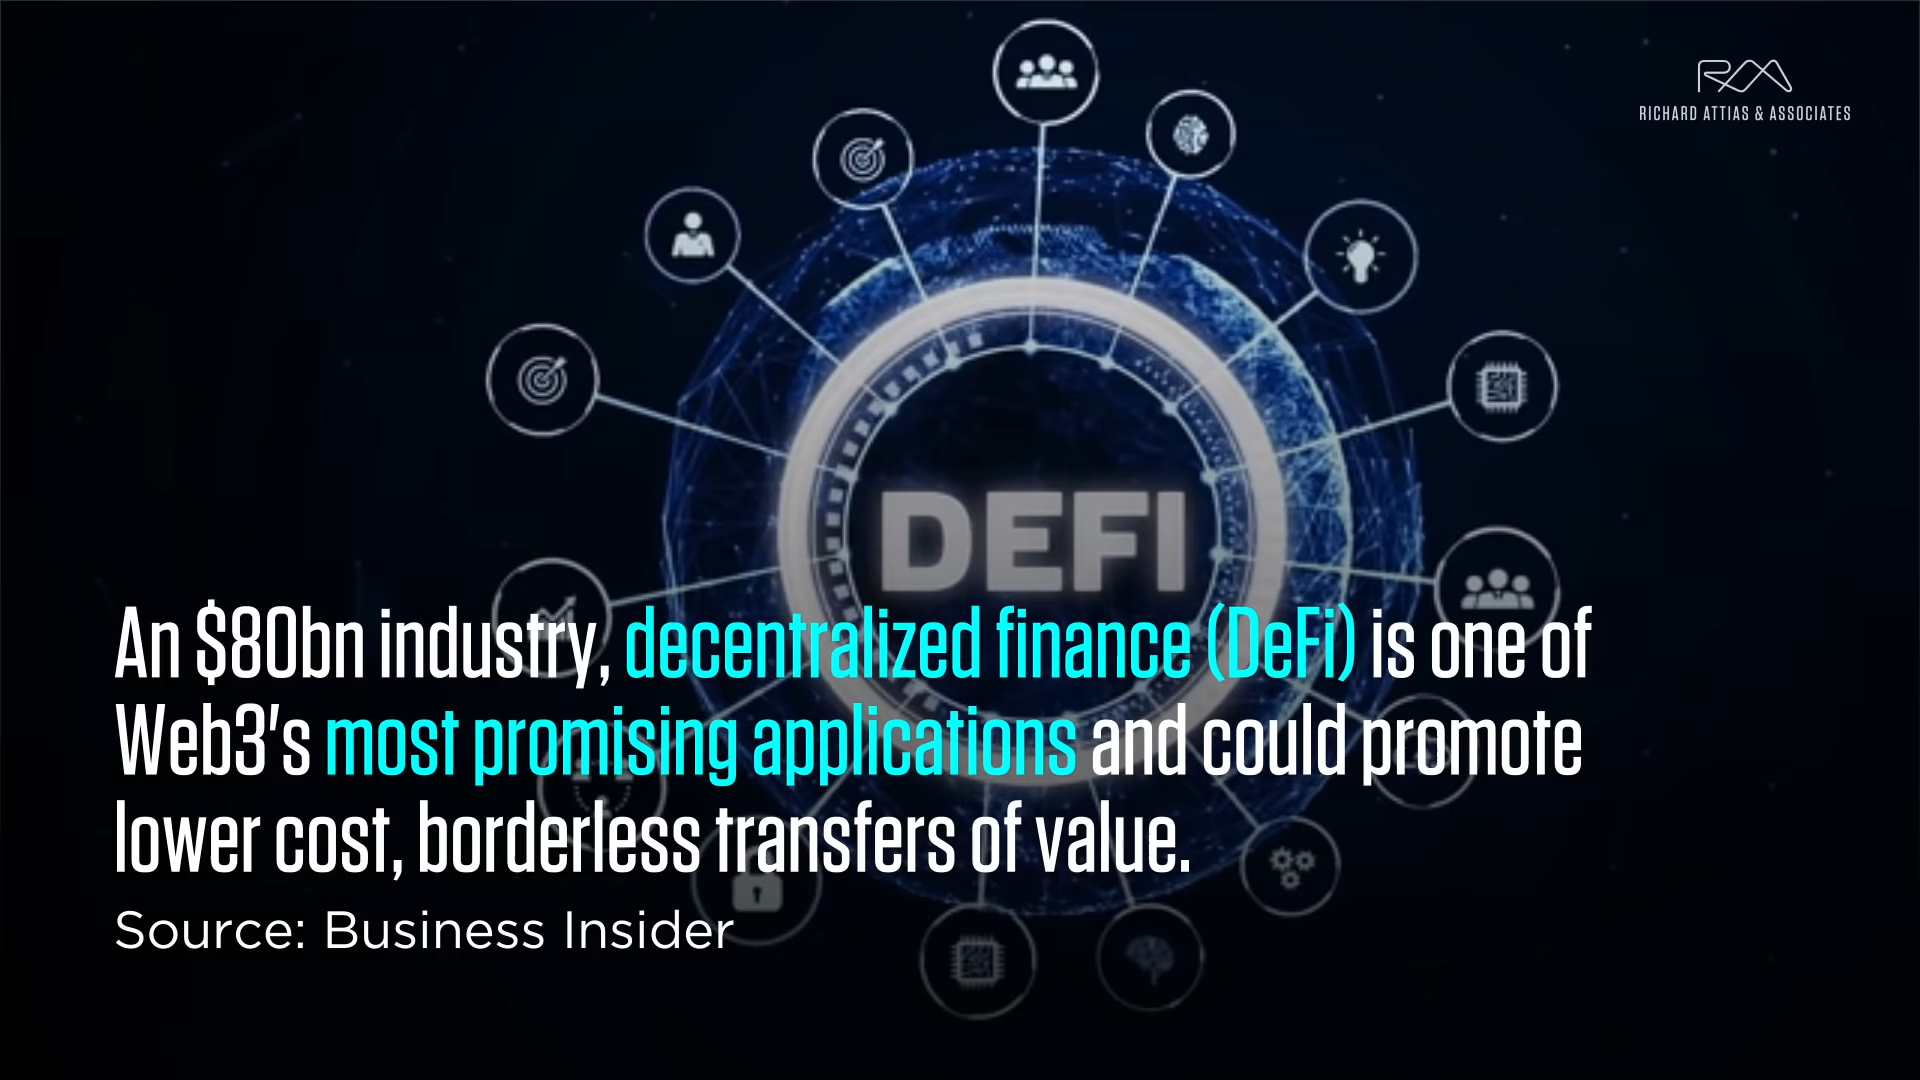 RICHARD ATTIAS & ASSOCIATES
DEFI
An $80bn industry, decentralized finance (DeFi) is one of
Web3's most promising applications and could promote
lower cost, borderless transfers of value.
Source: Business Insider